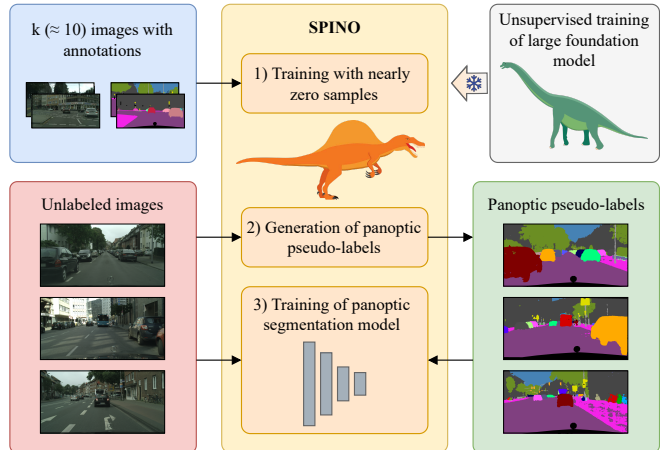 k (≈ 10) images with
annotations
SPINO
1) Training with nearly
zero samples
Unsupervised training
of large foundation
model
Unlabeled images
2) Generation of panoptic
pseudo-labels
3) Training of panoptic
segmentation model
Panoptic pseudo-labels